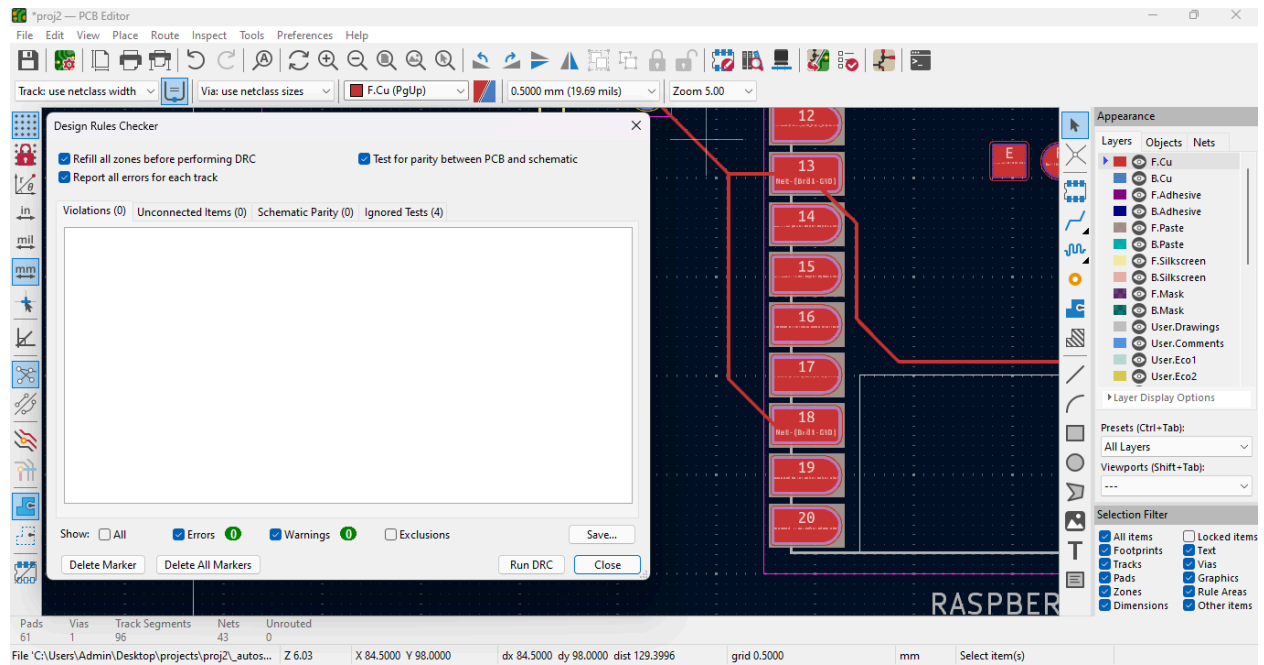 *proj2 — PCB Editor
File Edit View Place Route Inspect Tools Preferences Help
Track: use netclass width
Via: use netclass sizes
F.Cu (PgUp)
0.5000 mm (19.69 mils)
Zoom 5.00
in
mil
mm
Design Rules Checker
Refill all zones before performing DRC
Test for parity between PCB and schematic
Report all errors for each track
Violations (0) Unconnected Items (0) Schematic Parity (0) Ignored Tests (4)
Show: All Errors 0 Warnings 0 Exclusions Save...
Delete Marker Delete All Markers Run DRC Close
12
13
14
15
16
17
18
19
20
E
RASPBER
Appearance
Layers Objects Nets
F.Cu
B.Cu
F.Adhesive
B.Adhesive
F.Paste
B.Paste
F.Silkscreen
B.Silkscreen
F.Mask
B.Mask
User.Drawings
User.Comments
User.Eco1
User.Eco2
Layer Display Options
Presets (Ctrl+Tab):
All Layers
Viewports (Shift+Tab):
---
Selection Filter
All items Locked items
Footprints Text
Tracks Vias
Pads Graphics
Zones Rule Areas
Dimensions Other items
Pads Vias Track Segments Nets Unrouted
61 1 96 43 0
File 'C:\Users\Admin\Desktop\projects\proj2\_autos... Z 6.03 X 84.5000 Y 98.0000 dx 84.5000 dy 98.0000 dist 129.3996 grid 0.5000 mm Select item(s)